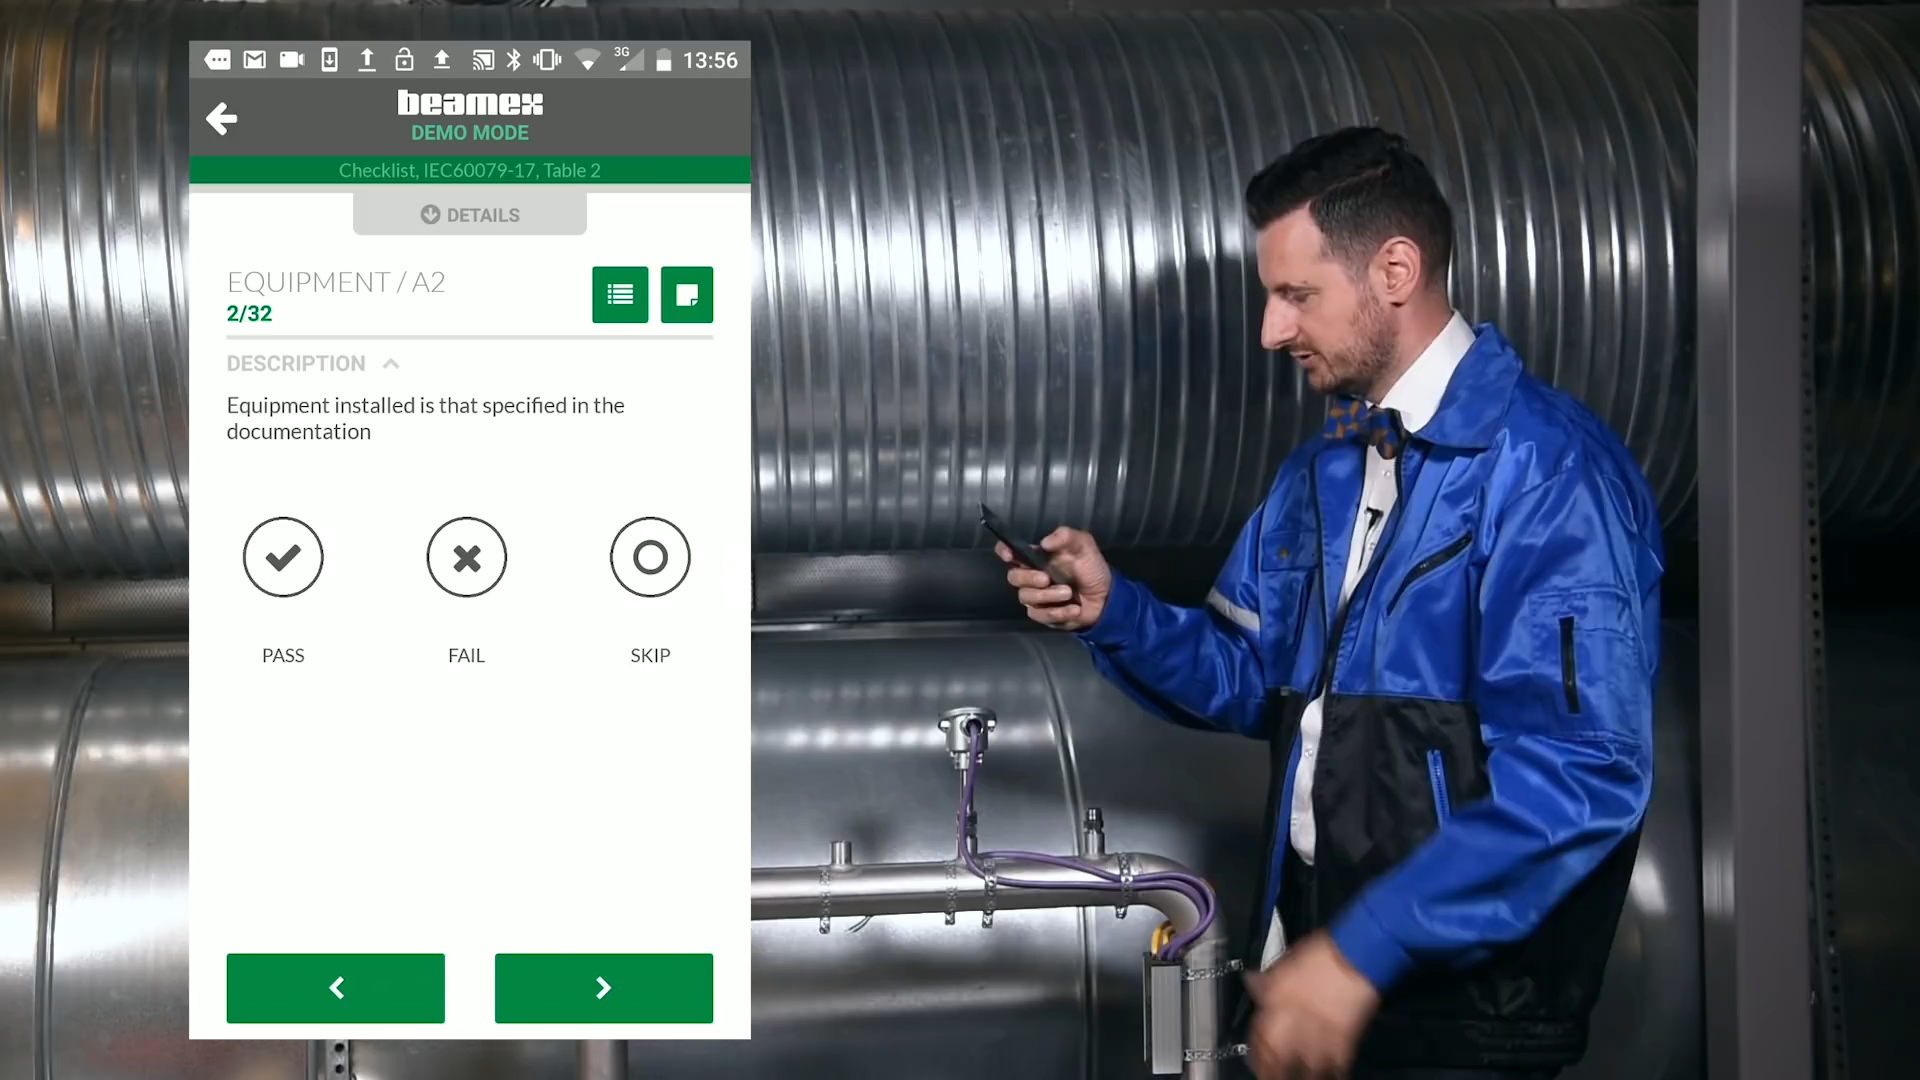 3G 13:56
beamex
DEMO MODE
Checklist, IEC60079-17, Table 2
DETAILS
EQUIPMENT / A2
2/32
DESCRIPTION
Equipment installed is that specified in the
documentation
PASS FAIL SKIP